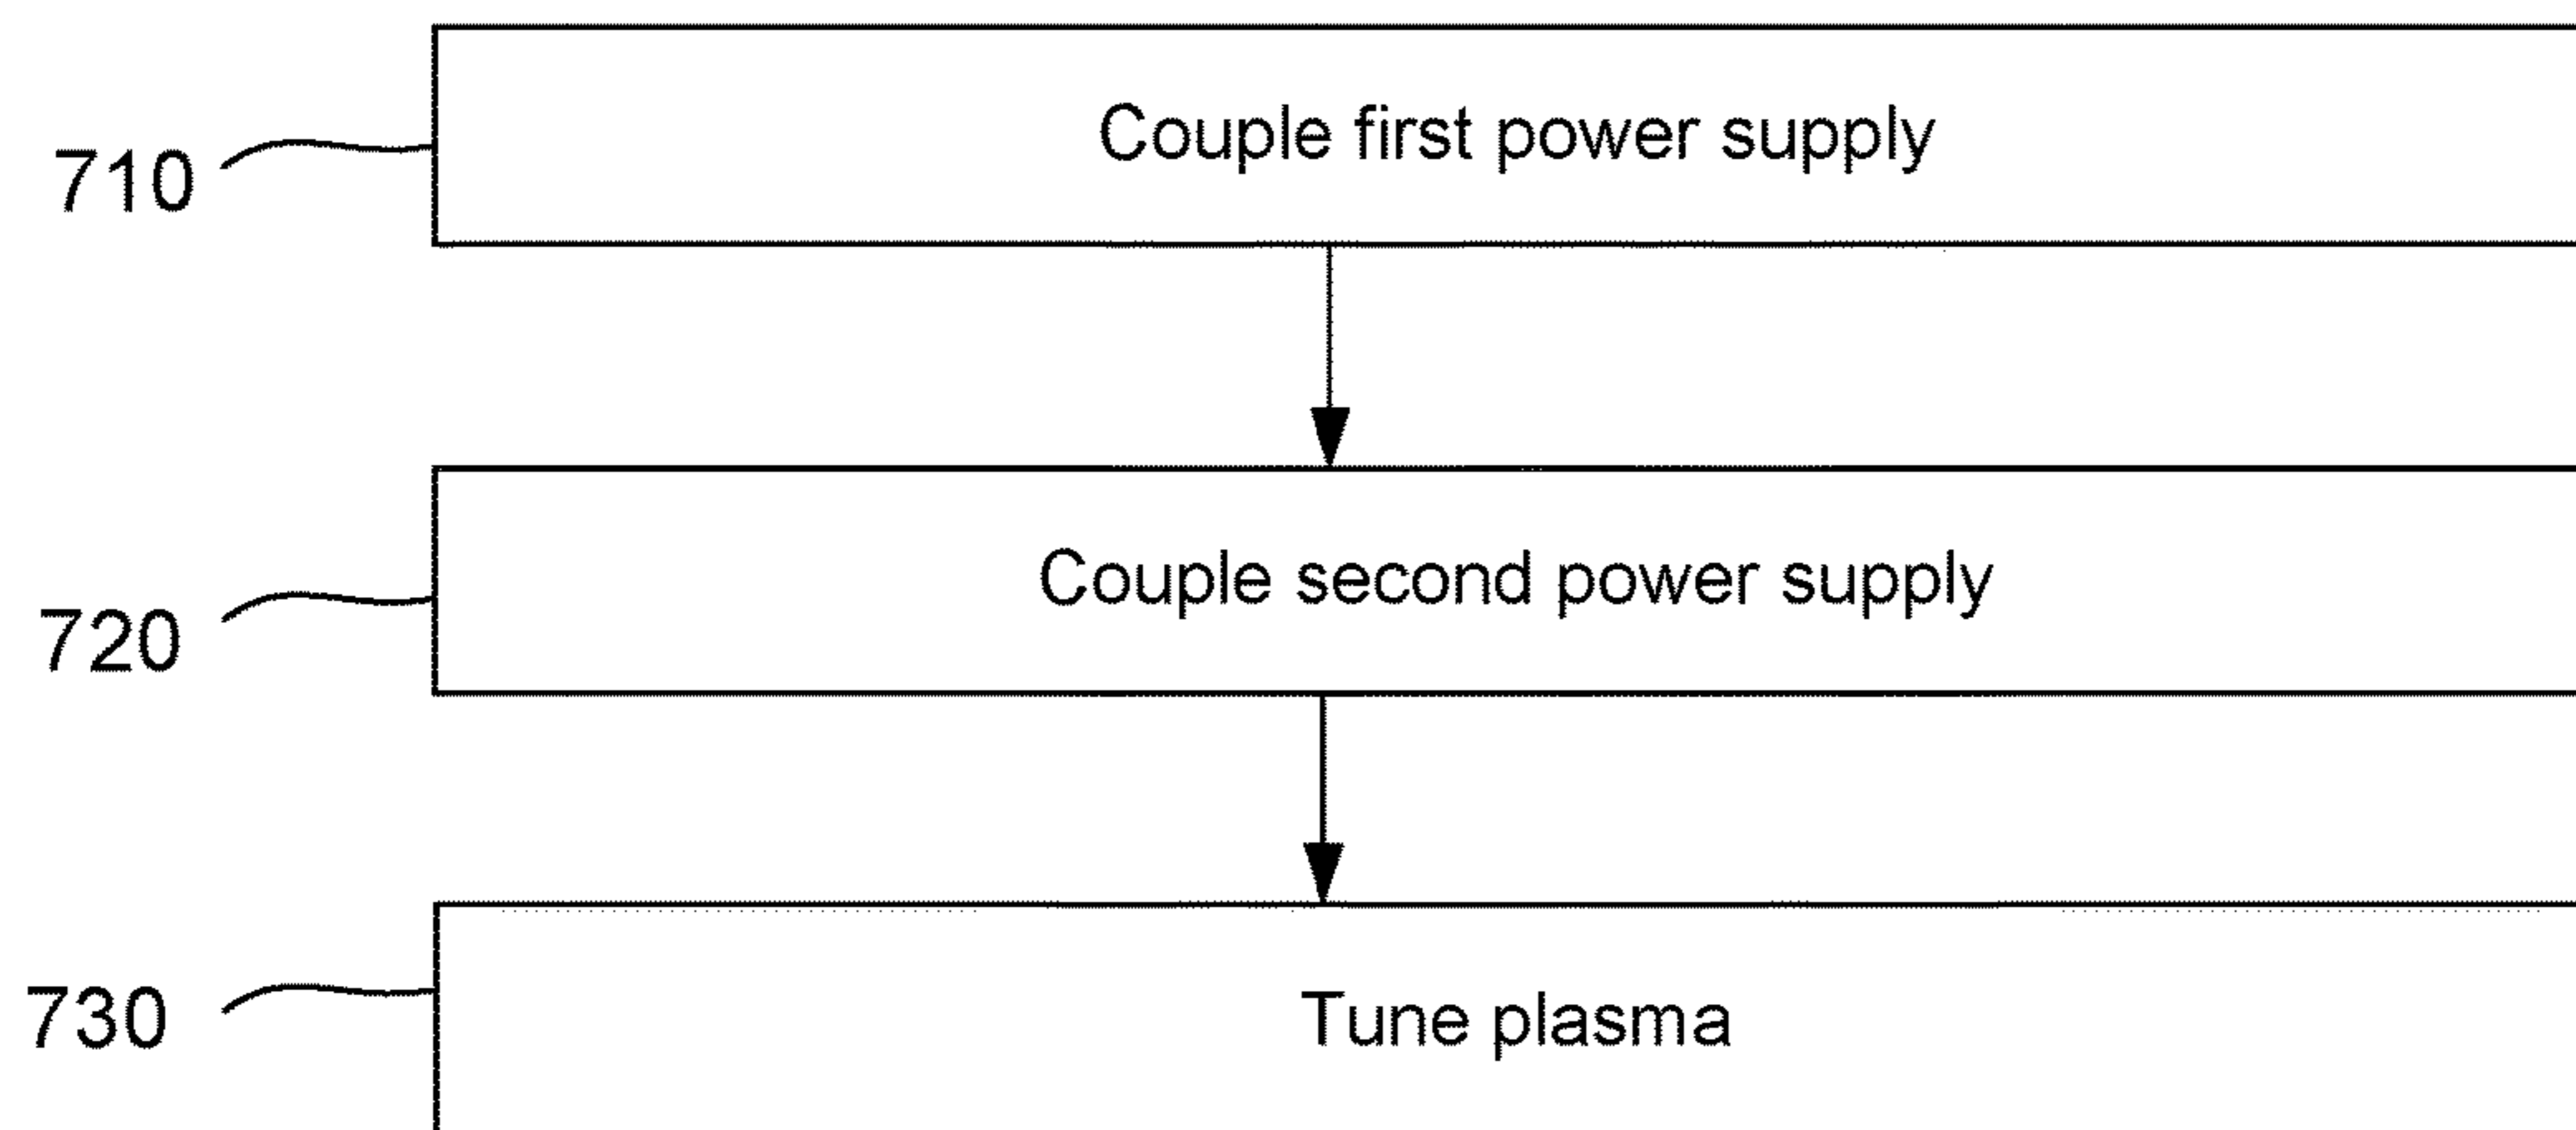 Couple first power supply
710
Couple second power supply
720
Tune plasma
730